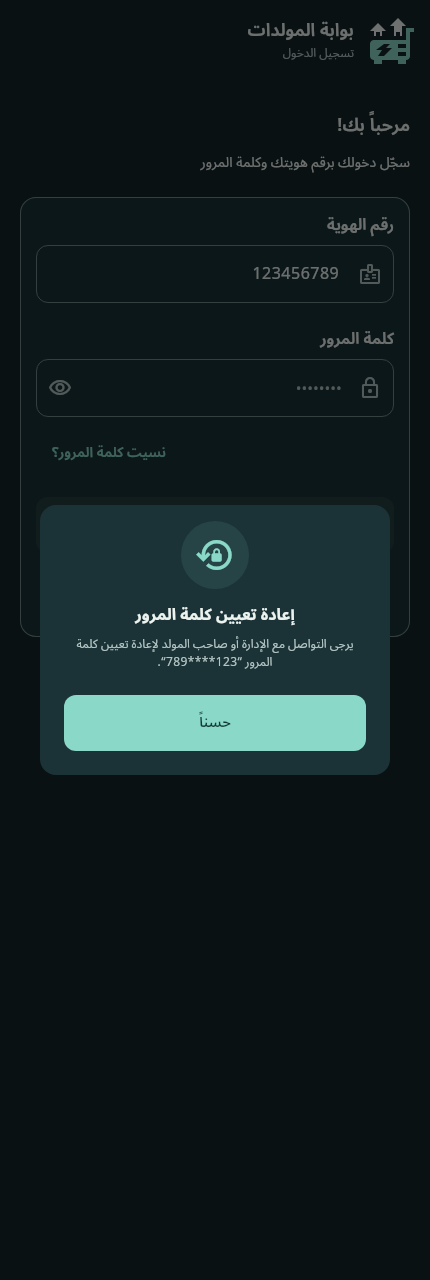 بوابة المولدات
تسجيل الدخول
مرحباً بك!
سجّل دخولك برقم هويتك وكلمة المرور
رقم الهوية
123456789
كلمة المرور
••••••••
نسيت كلمة المرور؟
إعادة تعيين كلمة المرور
يرجى التواصل مع الإدارة أو صاحب المولد لإعادة تعيين كلمة
المرور “123****789“.
حسناً